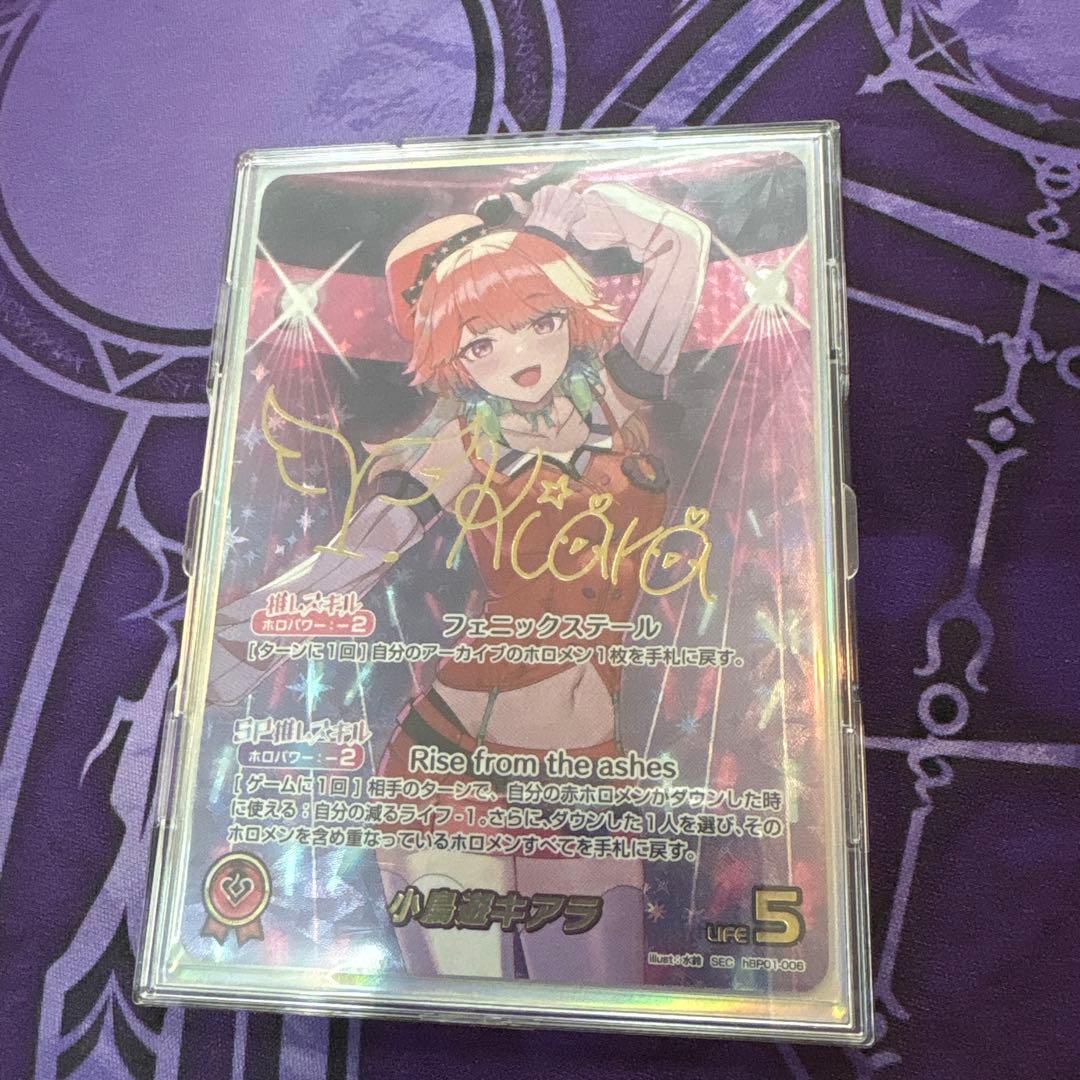 T. Kiara
推しスキル
ホロパワー：-2
フェニックステール
[ターンに1回]自分のアーカイブのホロメン1枚を手札に戻す。
SP推しスキル
ホロパワー：-2
Rise from the ashes
[ゲームに1回]相手のターンで、自分の赤ホロメンがダウンした時
に使える：自分の減るライフ-1。さらに、ダウンした1人を選び、その
ホロメンを含め重なっているホロメンすべてを手札に戻す。
小鳥遊キアラ
LIFE 5
illust：水鈴 SEC hBP01-006